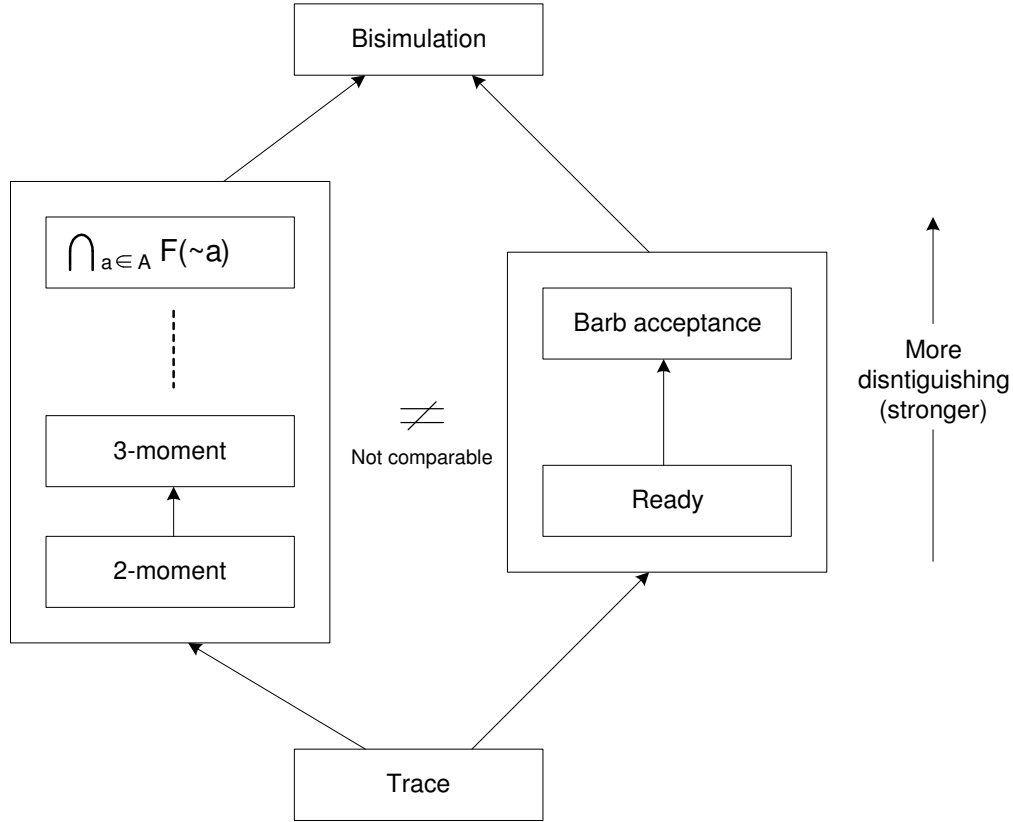 Bisimulation
⋂ a ∈ A F(~a)
Barb acceptance
More
disntiguishing
(stronger)
3-moment
≠
Not comparable
Ready
2-moment
Trace